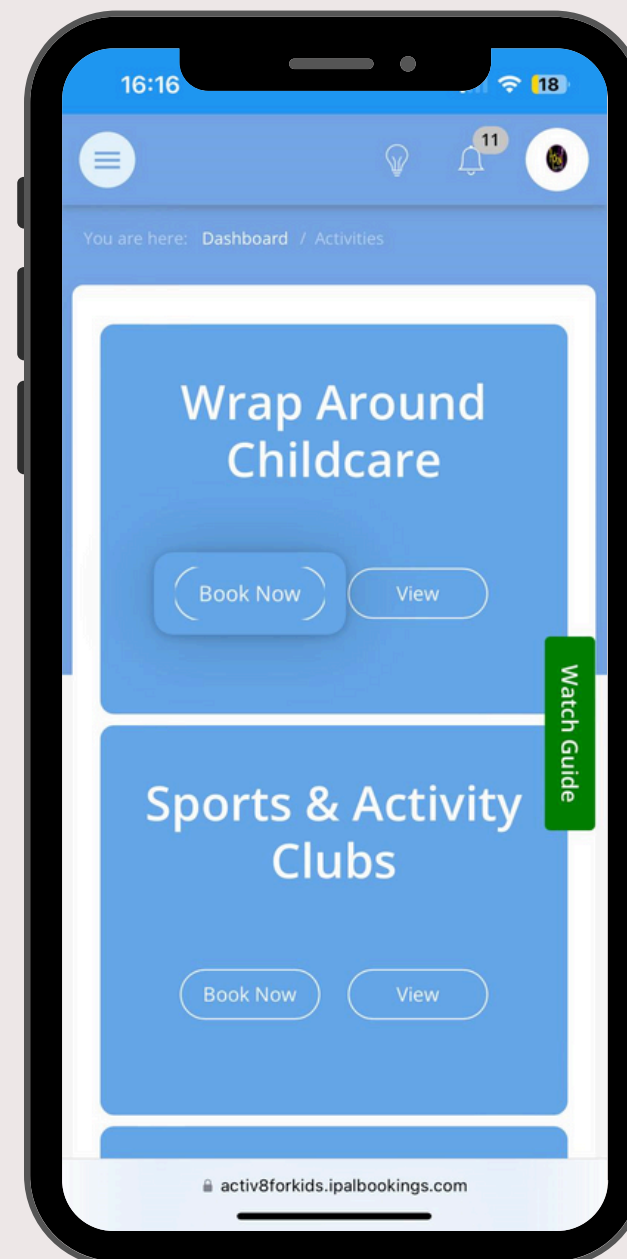 16:16
18
11
You are here: Dashboard / Activities
Wrap Around
Childcare
Book Now View
Watch Guide
Sports & Activity
Clubs
Book Now View
activ8forkids.ipalbookings.com